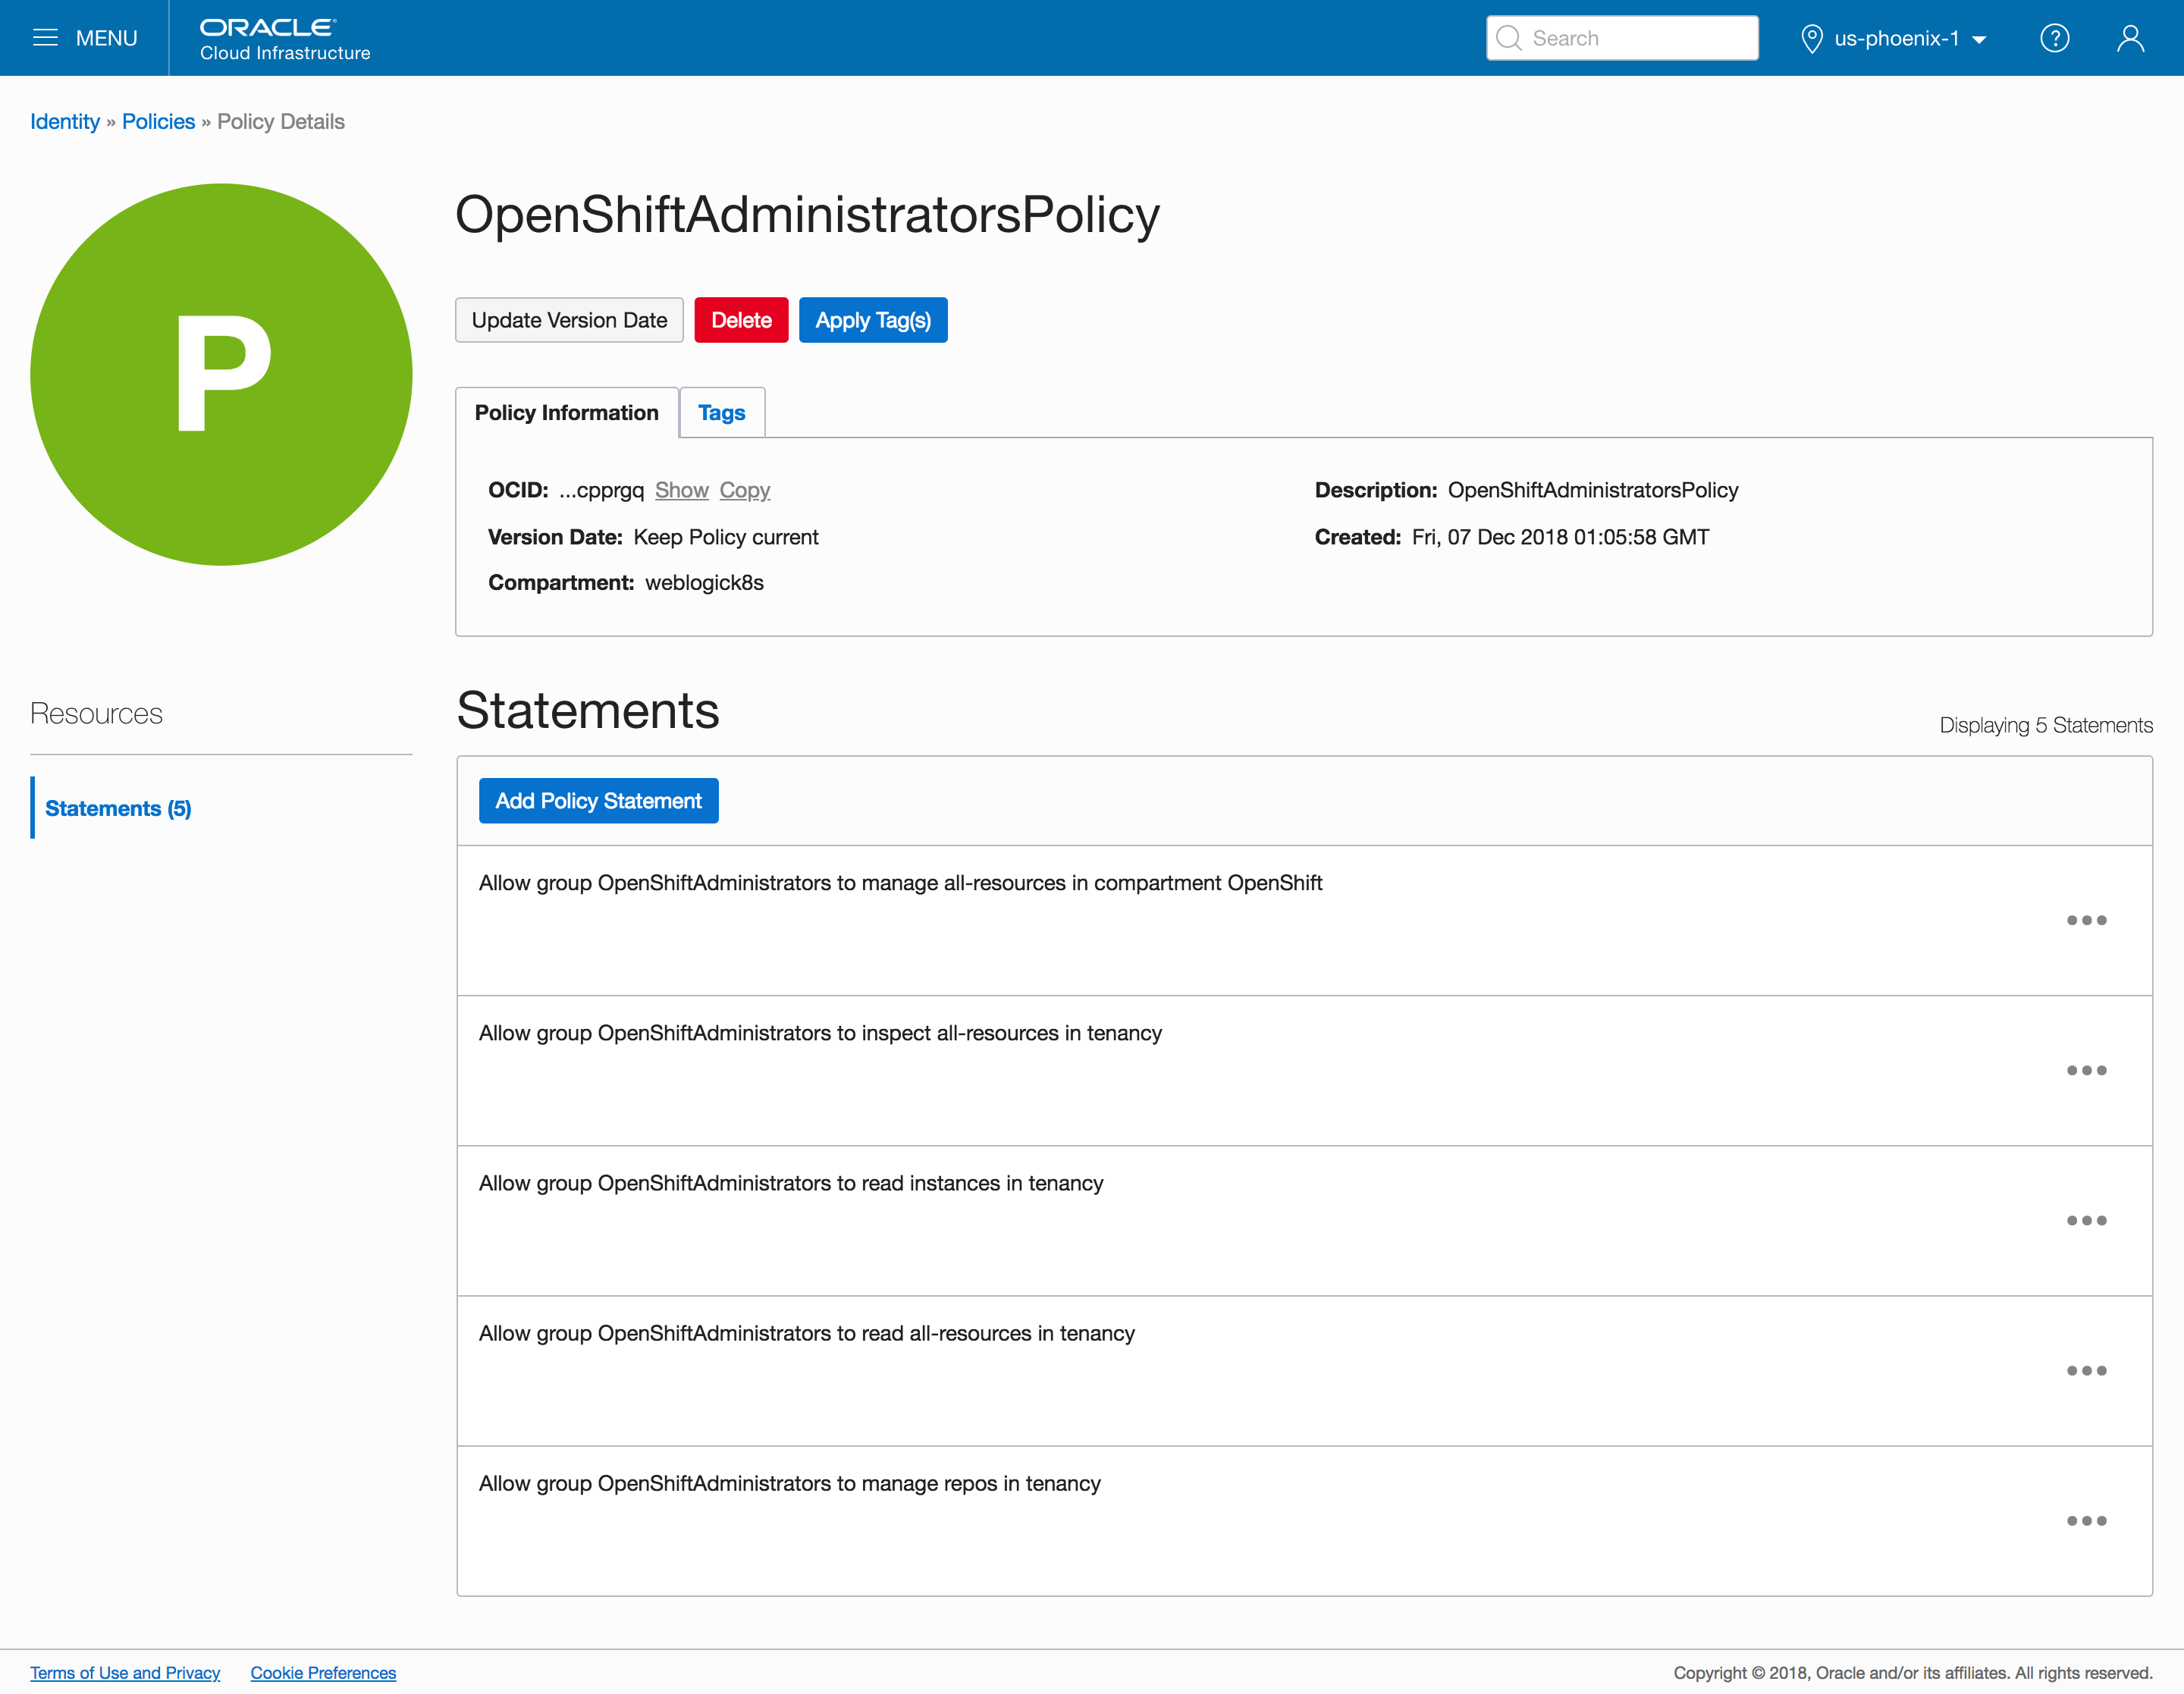 MENU
ORACLE
Cloud Infrastructure
Search
us-phoenix-1
?
Identity » Policies » Policy Details
P
OpenShiftAdministratorsPolicy
Update Version Date
Delete
Apply Tag(s)
Policy Information
Tags
OCID: ...cpprgq Show Copy
Description: OpenShiftAdministratorsPolicy
Version Date: Keep Policy current
Created: Fri, 07 Dec 2018 01:05:58 GMT
Compartment: weblogick8s
Resources
Statements (5)
Statements
Displaying 5 Statements
Add Policy Statement
Allow group OpenShiftAdministrators to manage all-resources in compartment OpenShift
Allow group OpenShiftAdministrators to inspect all-resources in tenancy
Allow group OpenShiftAdministrators to read instances in tenancy
Allow group OpenShiftAdministrators to read all-resources in tenancy
Allow group OpenShiftAdministrators to manage repos in tenancy
Terms of Use and Privacy
Cookie Preferences
Copyright © 2018, Oracle and/or its affiliates. All rights reserved.